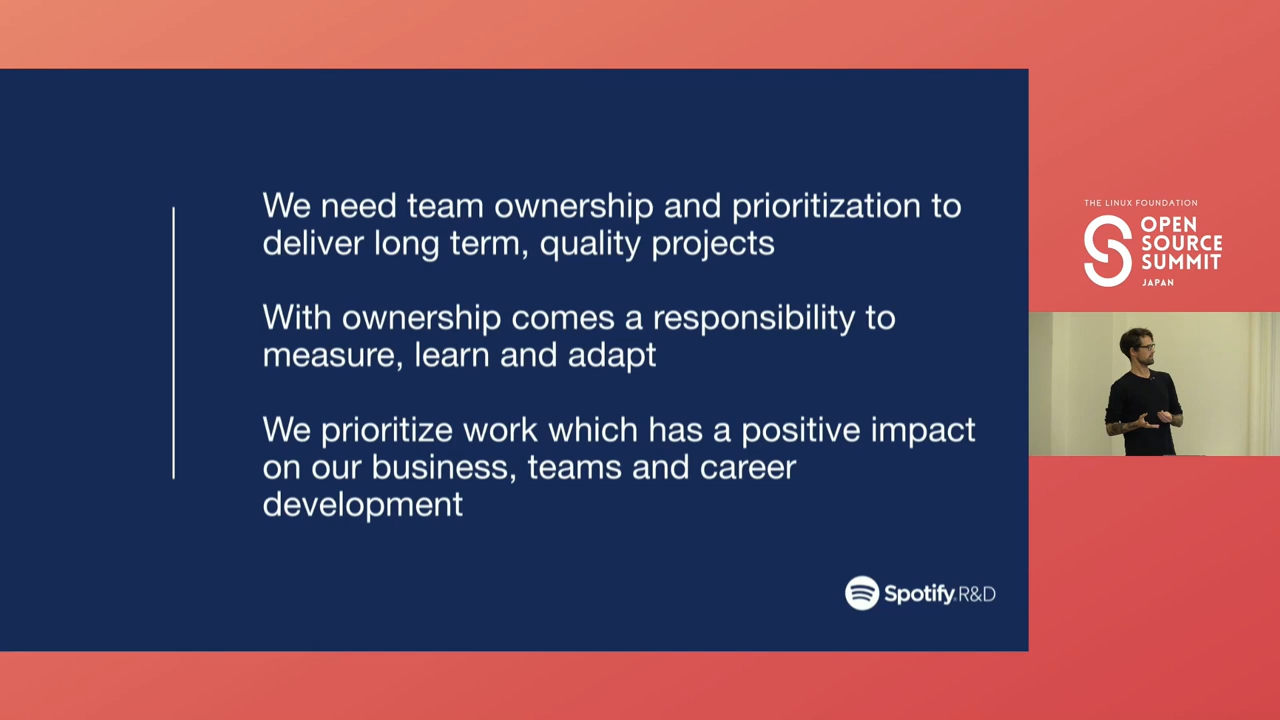 We need team ownership and prioritization to
deliver long term, quality projects
With ownership comes a responsibility to
measure, learn and adapt
We prioritize work which has a positive impact
on our business, teams and career
development
Spotify R&D
THE LINUX FOUNDATION
OPEN
SOURCE
SUMMIT
JAPAN